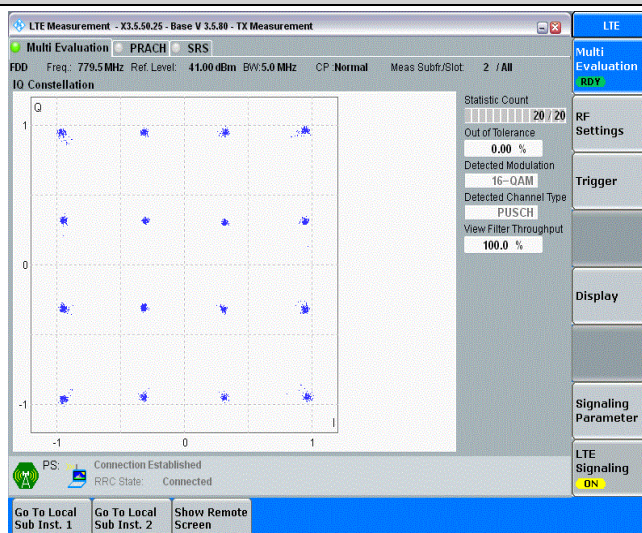 LTE Measurement - X3.5.50.25 - Base V 3.5.80 - TX Measurement
LTE
Multi Evaluation PRACH SRS
Multi
Evaluation
RDY
FDD Freq.: 779.5 MHz Ref. Level: 41.00 dBm BW: 5.0 MHz CP :Normal Meas Subfr./Slot: 2 / All
IQ Constellation
Q
1
0
-1
-1 0 1
I
Statistic Count
20 / 20
Out of Tolerance
0.00 %
Detected Modulation
16-QAM
Detected Channel Type
PUSCH
View Filter Throughput
100.0 %
RF
Settings
Trigger
Display
Signaling
Parameter
LTE
Signaling
ON
PS: Connection Established
RRC State: Connected
Go To Local
Sub Inst. 1
Go To Local
Sub Inst. 2
Show Remote
Screen